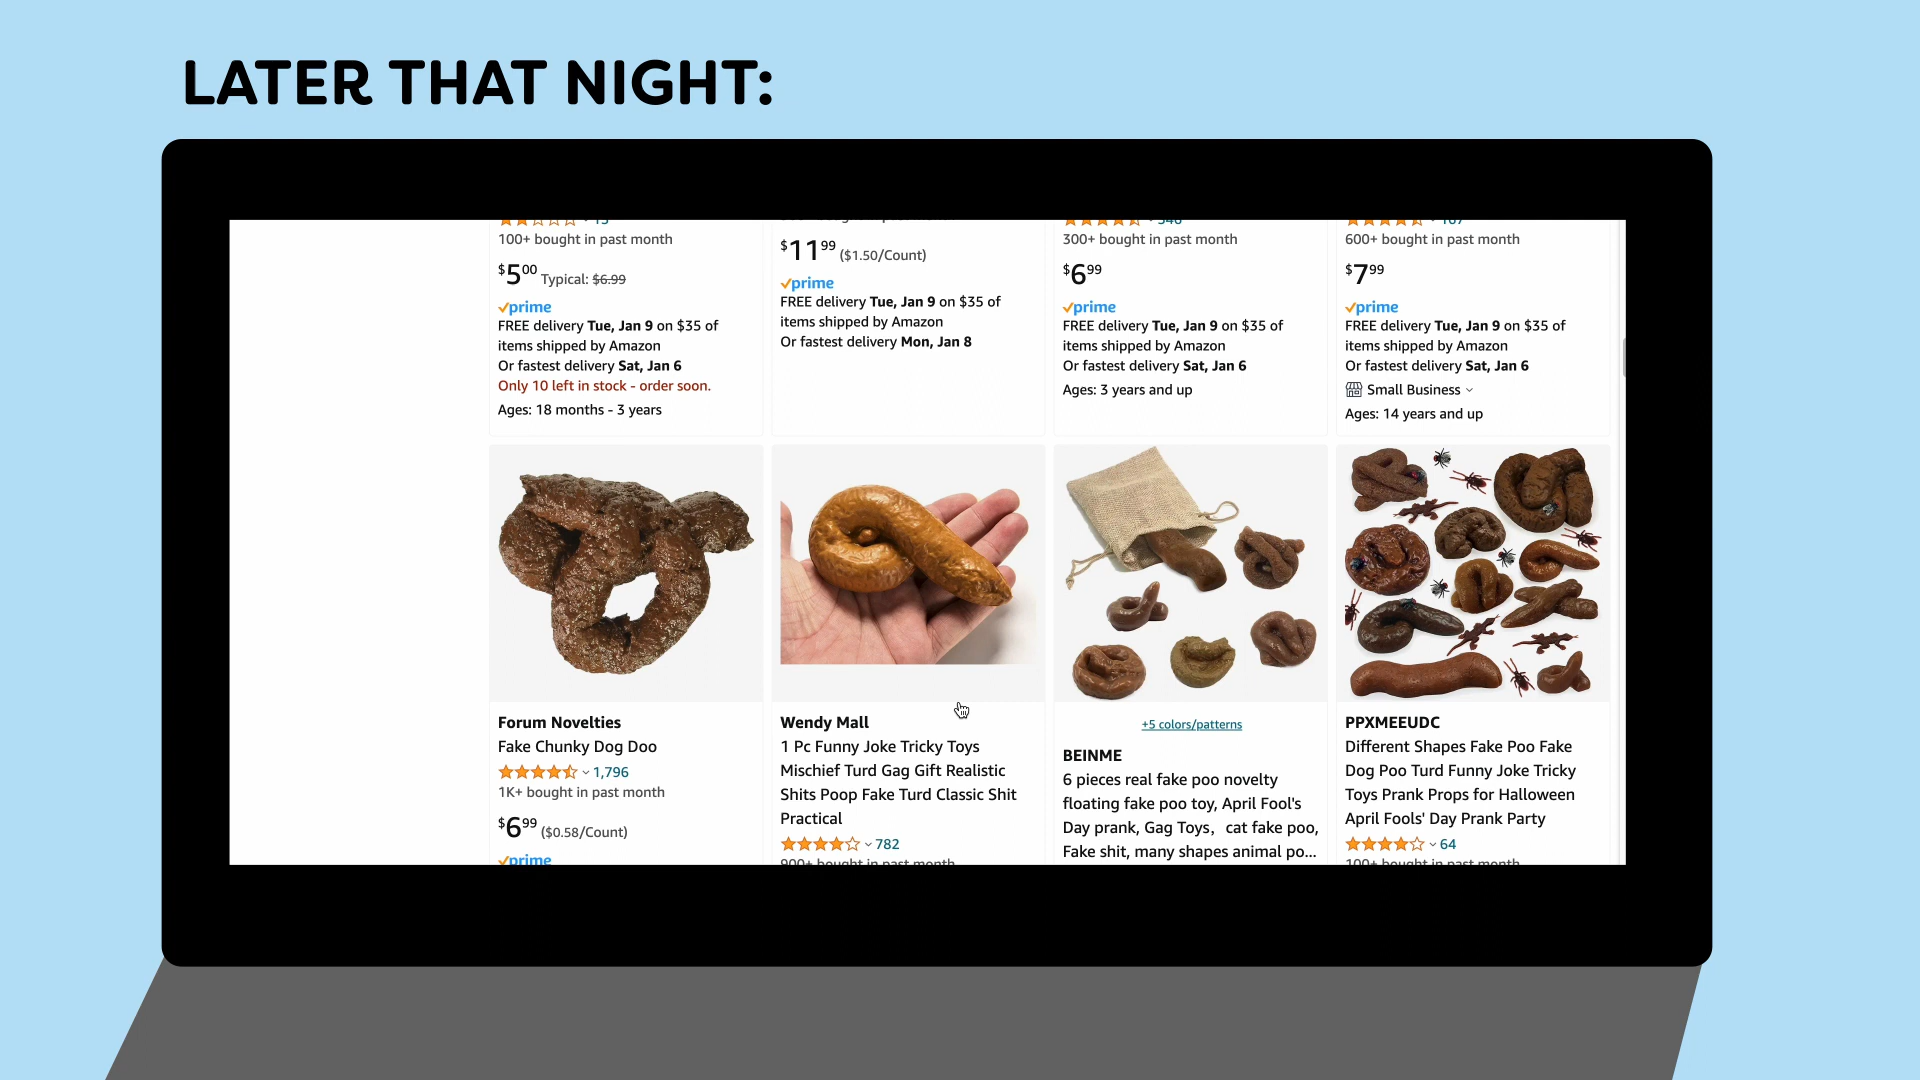 LATER THAT NIGHT:
100+ bought in past month
$500 Typical: $6.99
prime
FREE delivery Tue, Jan 9 on $35 of
items shipped by Amazon
Or fastest delivery Sat, Jan 6
Only 10 left in stock - order soon.
Ages: 18 months - 3 years
$1199 ($1.50/Count)
prime
FREE delivery Tue, Jan 9 on $35 of
items shipped by Amazon
Or fastest delivery Mon, Jan 8
300+ bought in past month
$699
prime
FREE delivery Tue, Jan 9 on $35 of
items shipped by Amazon
Or fastest delivery Sat, Jan 6
Ages: 3 years and up
600+ bought in past month
$799
prime
FREE delivery Tue, Jan 9 on $35 of
items shipped by Amazon
Or fastest delivery Sat, Jan 6
Small Business
Ages: 14 years and up
Forum Novelties
Fake Chunky Dog Doo
1,796
1K+ bought in past month
$699 ($0.58/Count)
prime
Wendy Mall
1 Pc Funny Joke Tricky Toys
Mischief Turd Gag Gift Realistic
Shits Poop Fake Turd Classic Shit
Practical
782
900+ bought in past month
+5 colors/patterns
BEINME
6 pieces real fake poo novelty
floating fake poo toy, April Fool's
Day prank, Gag Toys, cat fake poo,
Fake shit, many shapes animal po...
PPXMEEUDC
Different Shapes Fake Poo Fake
Dog Poo Turd Funny Joke Tricky
Toys Prank Props for Halloween
April Fools' Day Prank Party
64
100+ bought in past month